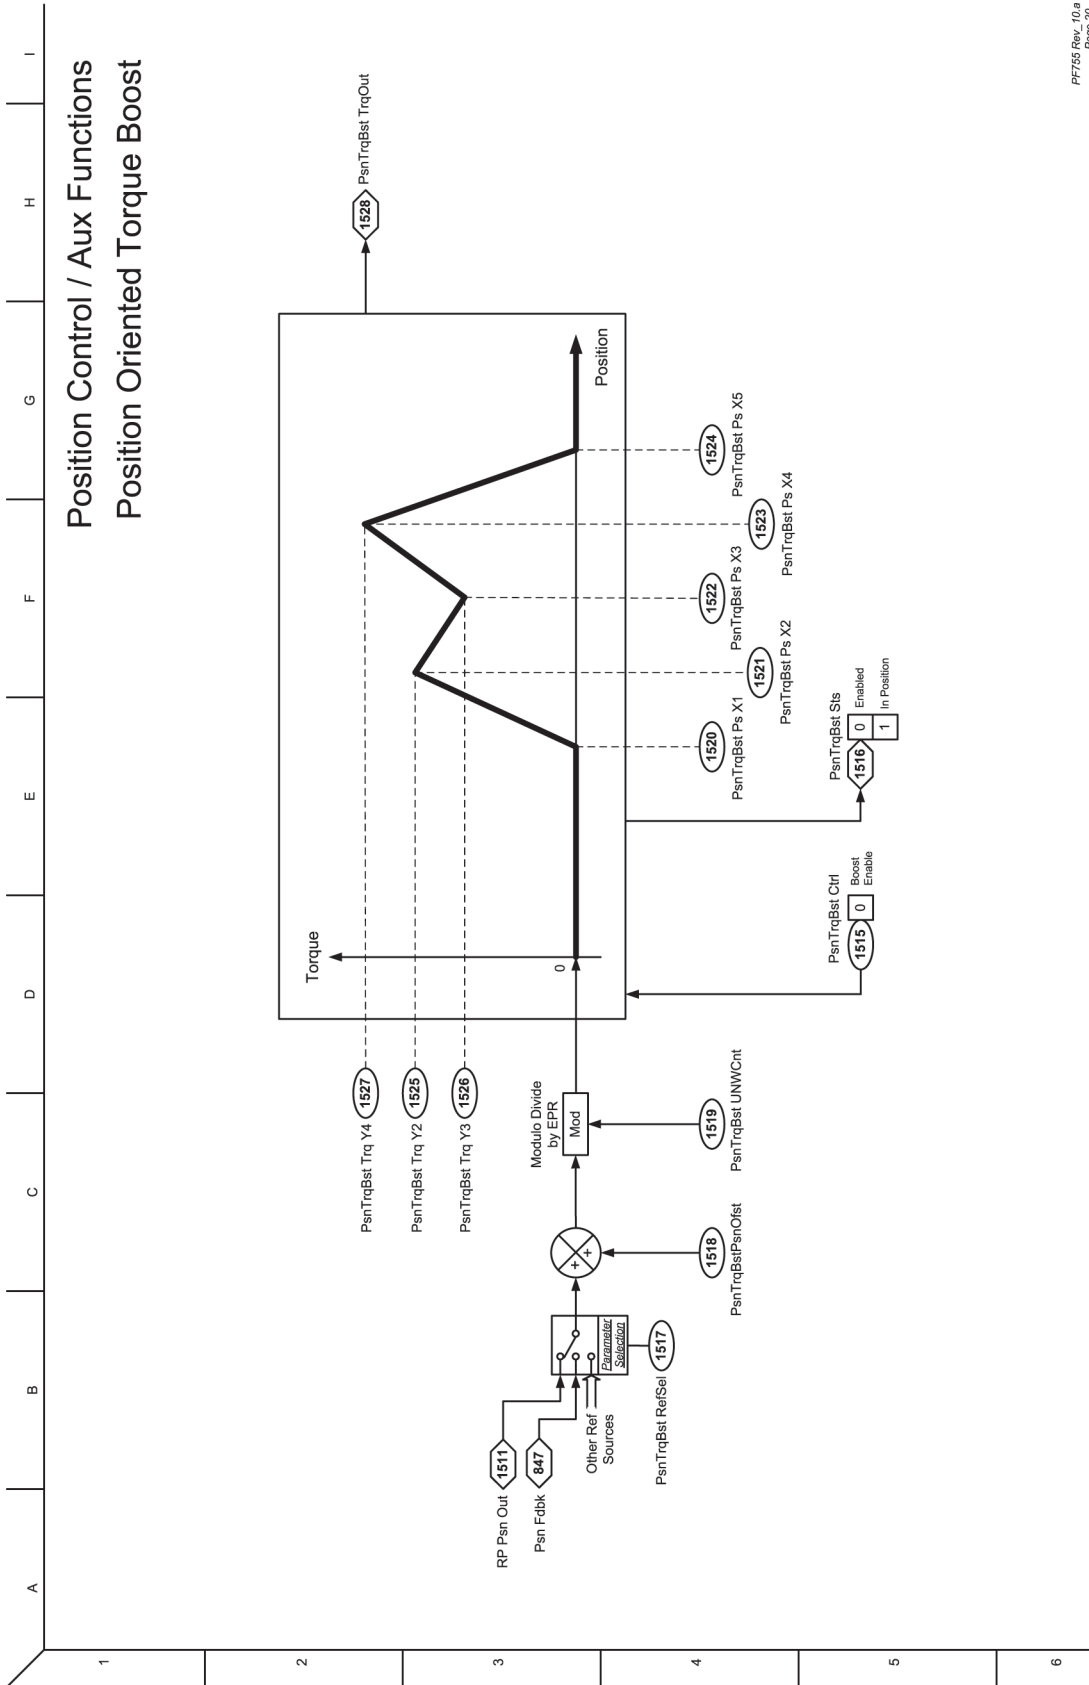 A
B
C
D
E
F
G
H
I
1
2
3
4
5
6
Position Control / Aux Functions
Position Oriented Torque Boost
Torque
0
Position
1528
PsnTrqBst TrqOut
PsnTrqBst Trq Y4
1527
PsnTrqBst Trq Y2
1525
PsnTrqBst Trq Y3
1526
RP Psn Out
1511
Psn Fdbk
847
Other Ref
Sources
Parameter
Selection
1517
PsnTrqBst RefSel
+
+
1518
PsnTrqBstPsnOfst
Modulo Divide
by EPR
Mod
1519
PsnTrqBst UNWCnt
1520
PsnTrqBst Ps X1
1521
PsnTrqBst Ps X2
1522
PsnTrqBst Ps X3
1523
PsnTrqBst Ps X4
1524
PsnTrqBst Ps X5
PsnTrqBst Ctrl
1515
0
Boost
Enable
PsnTrqBst Sts
1516
0
Enabled
1
In Position
PF755 Rev_10.a
Page 20